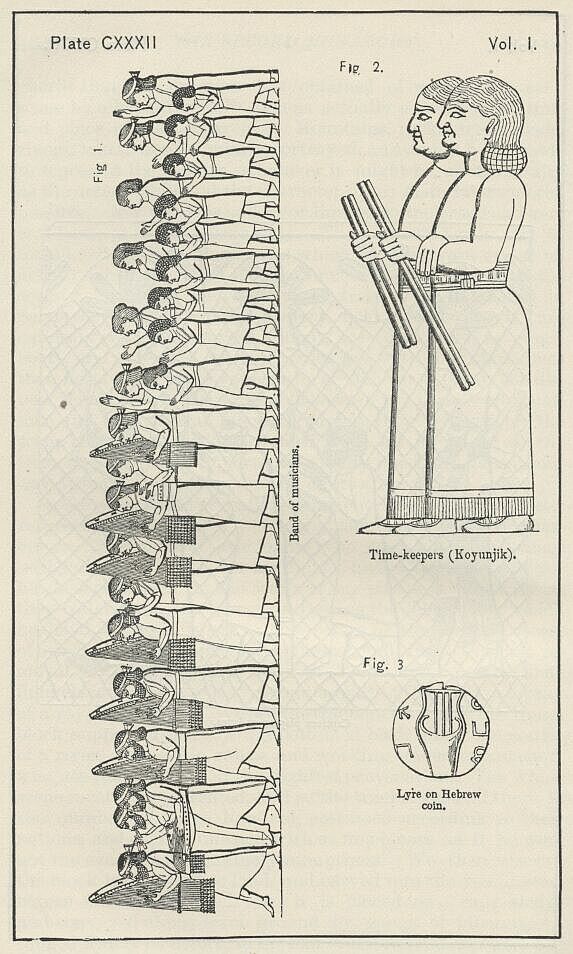 Plate CXXXII
Vol. I.
Fig 1.
Band of musicians.
Fig 2.
Time-keepers (Koyunjik).
Fig. 3
Lyre on Hebrew
coin.